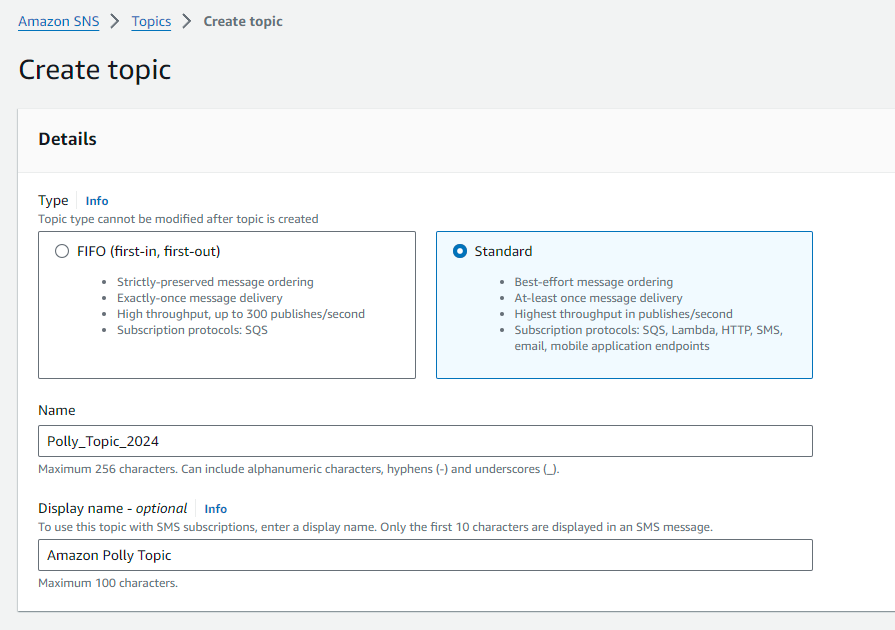 Amazon SNS > Topics > Create topic
Create topic
Details
Type Info
Topic type cannot be modified after topic is created
FIFO (first-in, first-out)
• Strictly-preserved message ordering
• Exactly-once message delivery
• High throughput, up to 300 publishes/second
• Subscription protocols: SQS
Standard
• Best-effort message ordering
• At-least once message delivery
• Highest throughput in publishes/second
• Subscription protocols: SQS, Lambda, HTTP, SMS,
email, mobile application endpoints
Name
Polly_Topic_2024
Maximum 256 characters. Can include alphanumeric characters, hyphens (-) and underscores (_).
Display name - optional Info
To use this topic with SMS subscriptions, enter a display name. Only the first 10 characters are displayed in an SMS message.
Amazon Polly Topic
Maximum 100 characters.